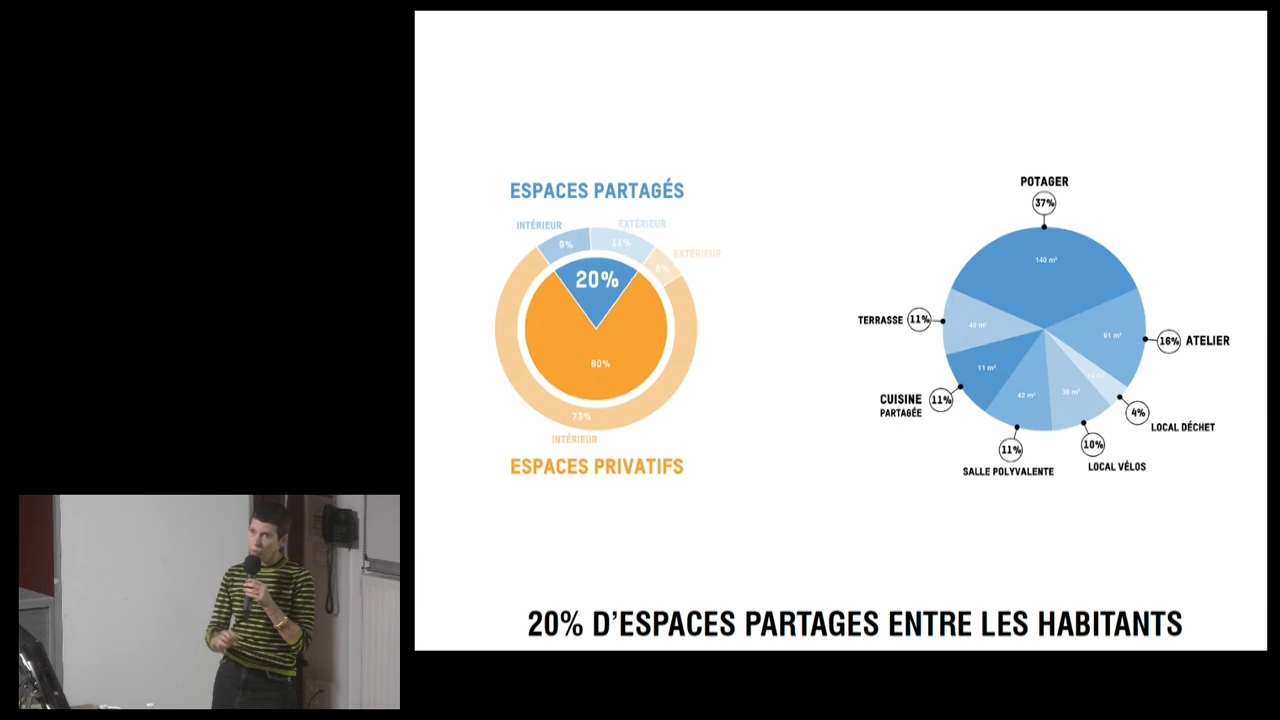 ESPACES PARTAGÉS
INTÉRIEUR
EXTÉRIEUR
9%
11%
EXTÉRIEUR
20%
80%
73%
INTÉRIEUR
ESPACES PRIVATIFS
POTAGER
37%
140 m²
TERRASSE 11%
40 m²
61 m²
16% ATELIER
11 m²
CUISINE
PARTAGÉE
11%
42 m²
38 m²
4%
LOCAL DÉCHET
11%
SALLE POLYVALENTE
10%
LOCAL VÉLOS
20% D'ESPACES PARTAGES ENTRE LES HABITANTS